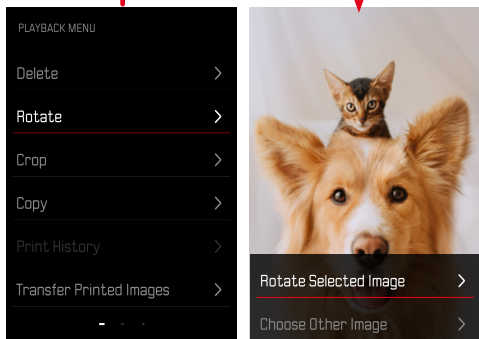 PLAYBACK MENU
Delete
Rotate
Crop
Copy
Print History
Transfer Printed Images
Rotate Selected Image
Choose Other Image